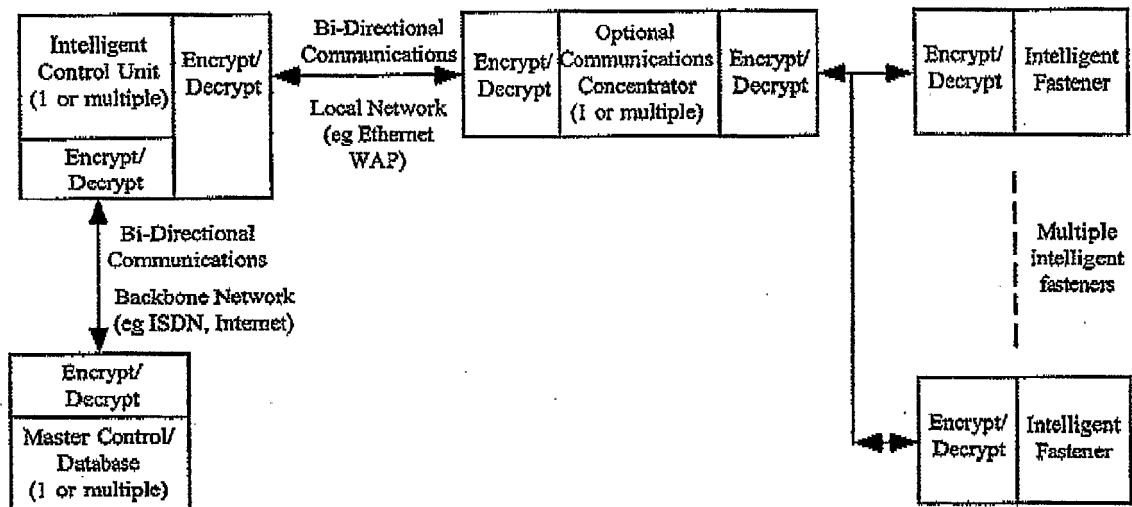 Intelligent
Control Unit
(1 or multiple)
Encrypt/
Decrypt
Encrypt/
Decrypt
Bi-Directional
Communications
Local Network
(eg Ethernet
WAP)
Encrypt/
Decrypt
Optional
Communications
Concentrator
(1 or multiple)
Encrypt/
Decrypt
Encrypt/
Decrypt
Intelligent
Fastener
Multiple
intelligent
fasteners
Bi-Directional
Communications
Backbone Network
(eg ISDN, Internet)
Encrypt/
Decrypt
Master Control/
Database
(1 or multiple)
Encrypt/
Decrypt
Intelligent
Fastener